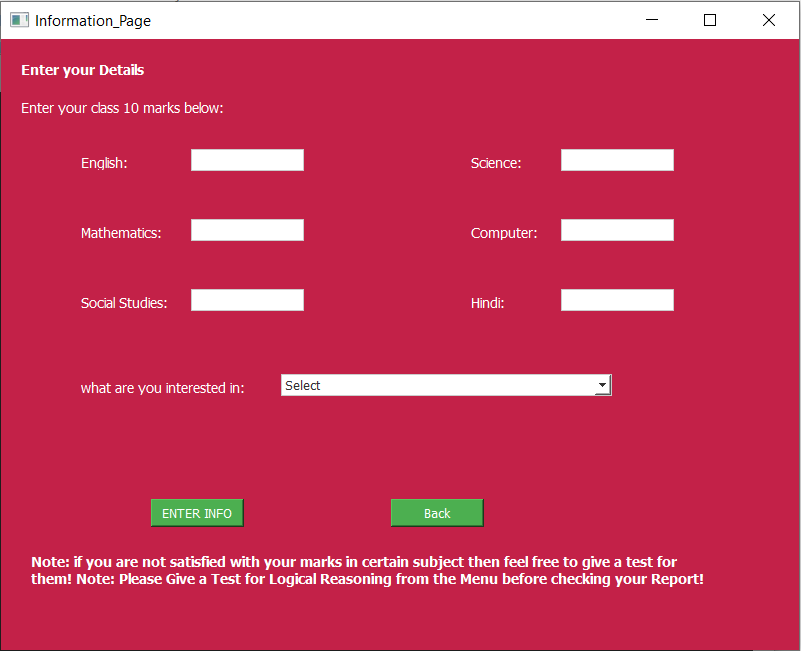 Information_Page
Enter your Details
Enter your class 10 marks below:
English:
Science:
Mathematics:
Computer:
Social Studies:
Hindi:
what are you interested in:
Select
ENTER INFO
Back
Note: if you are not satisfied with your marks in certain subject then feel free to give a test for
them! Note: Please Give a Test for Logical Reasoning from the Menu before checking your Report!